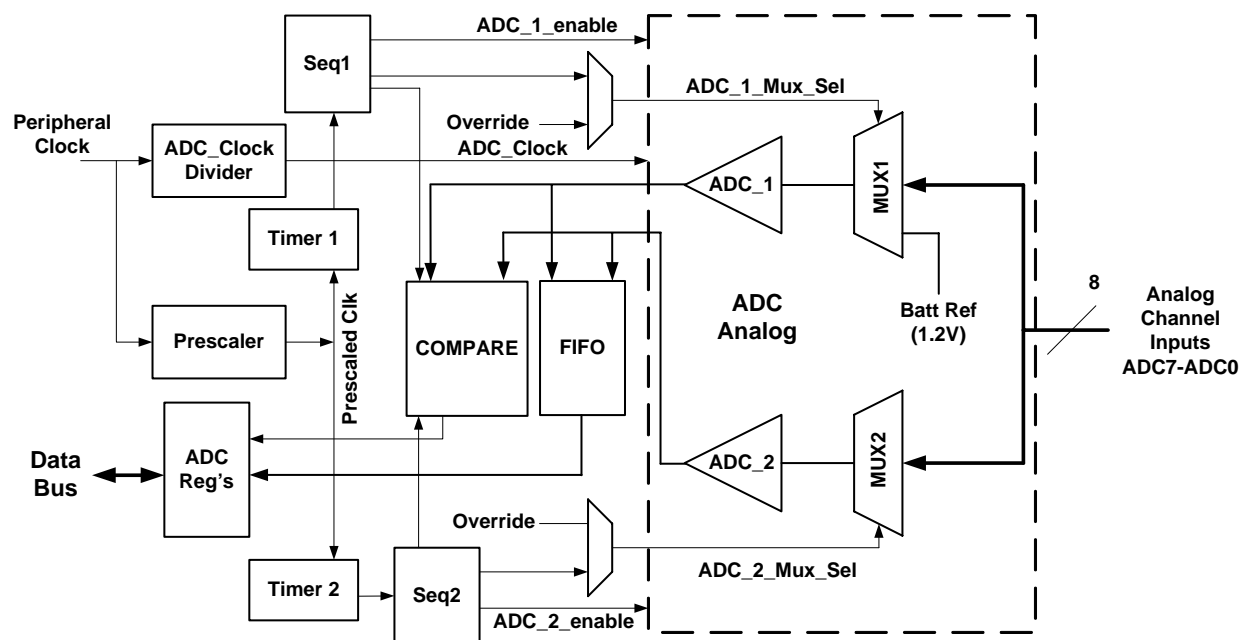 ADC_1_enable
Seq1
ADC_1_Mux_Sel
Override
Peripheral
Clock
ADC_Clock
Divider
ADC_Clock
ADC_1
MUX1
Timer 1
Prescaled Clk
8
Analog
Channel
Inputs
ADC7-ADC0
Batt Ref
(1.2V)
ADC
Analog
Prescaler
COMPARE
FIFO
Data
Bus
ADC
Reg's
ADC_2
MUX2
Override
ADC_2_Mux_Sel
Timer 2
Seq2
ADC_2_enable